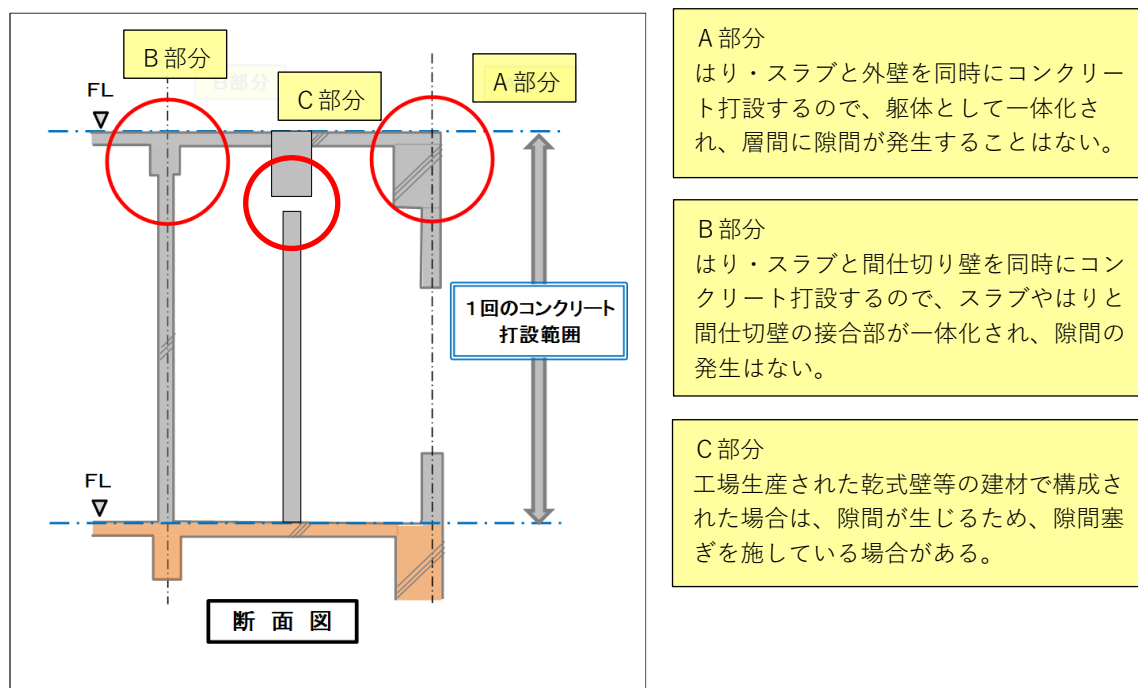 B部分
C部分
A部分
FL
1回のコンクリート
打設範囲
FL
断面図
A部分
はり・スラブと外壁を同時にコンクリー
ト打設するので、躯体として一体化さ
れ、層間に隙間が発生することはない。
B部分
はり・スラブと間仕切り壁を同時にコン
クリート打設するので、スラブやはりと
間仕切壁の接合部が一体化され、隙間の
発生はない。
C部分
工場生産された乾式壁等の建材で構成さ
れた場合は、隙間が生じるため、隙間塞
ぎを施している場合がある。